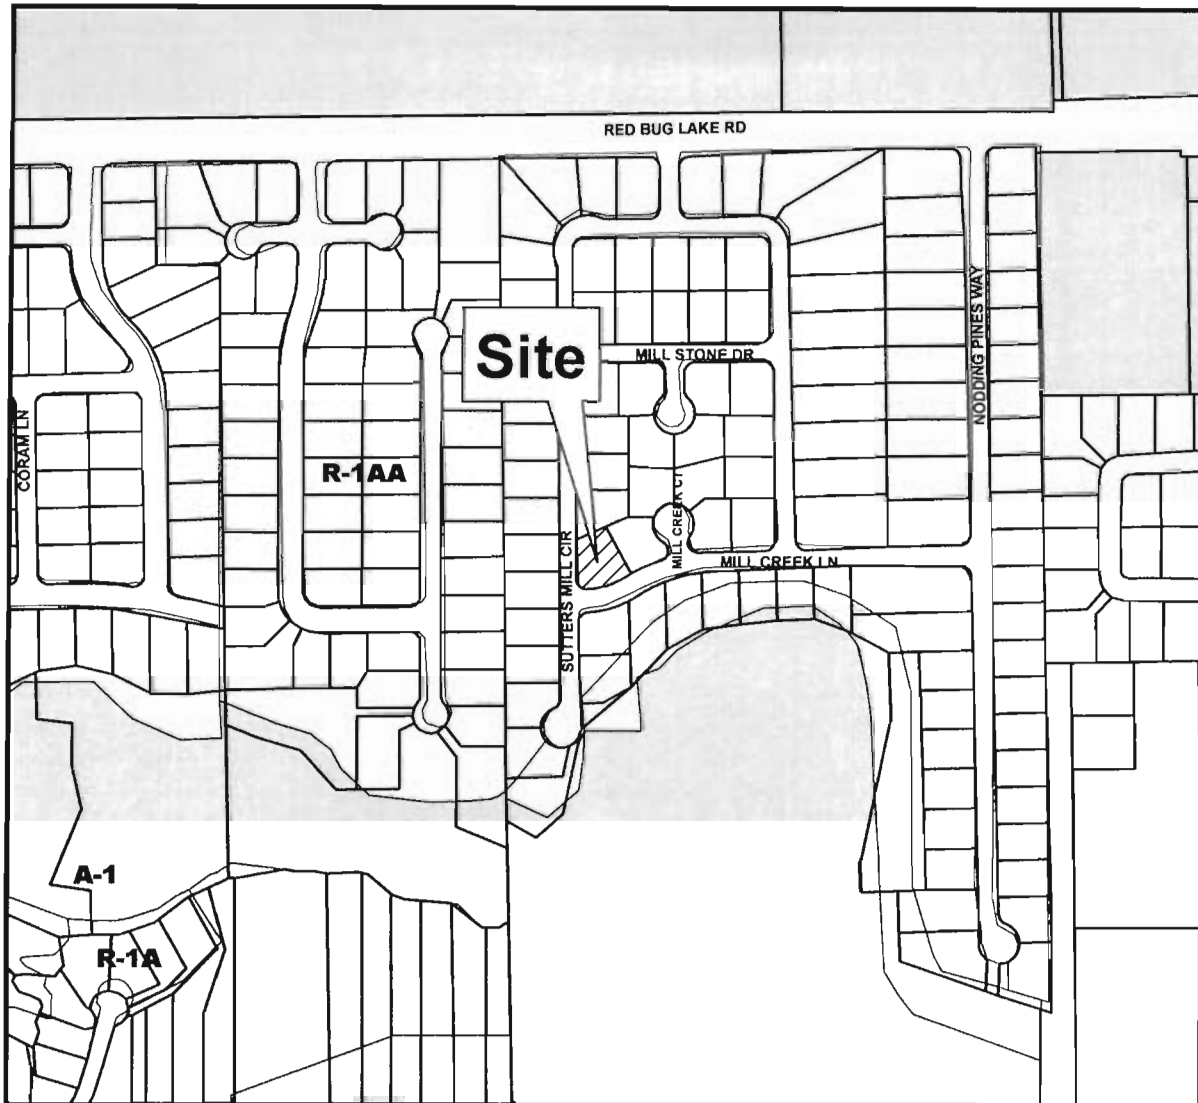 RED BUG LAKE RD
Site
MILL STONE DR
NODDING PINES WAY
CORAM LN
R-1AA
MILL CREEK CT
SUTTERS MILL CIR
MILL CREEK LN
A-1
R-1A